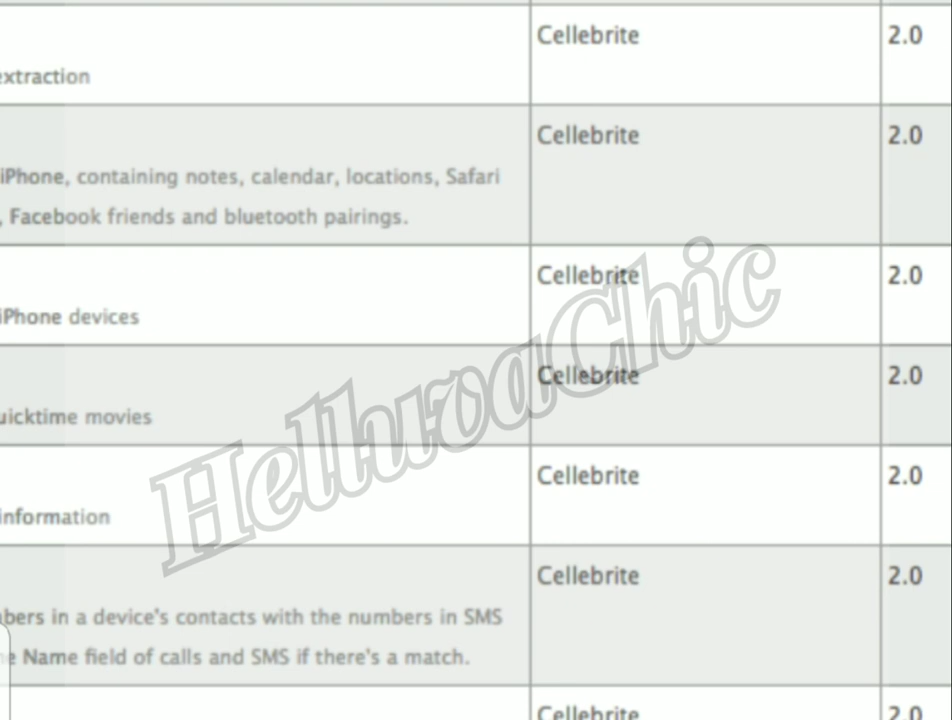 Cellebrite 2.0
extraction
Cellebrite 2.0
iPhone, containing notes, calendar, locations, Safari
, Facebook friends and bluetooth pairings.
Cellebrite 2.0
iPhone devices
Cellebrite 2.0
uicktime movies
Cellebrite 2.0
information
Cellebrite 2.0
bers in a device's contacts with the numbers in SMS
e Name field of calls and SMS if there's a match.
Cellebrite 2.0
HellwoaChic